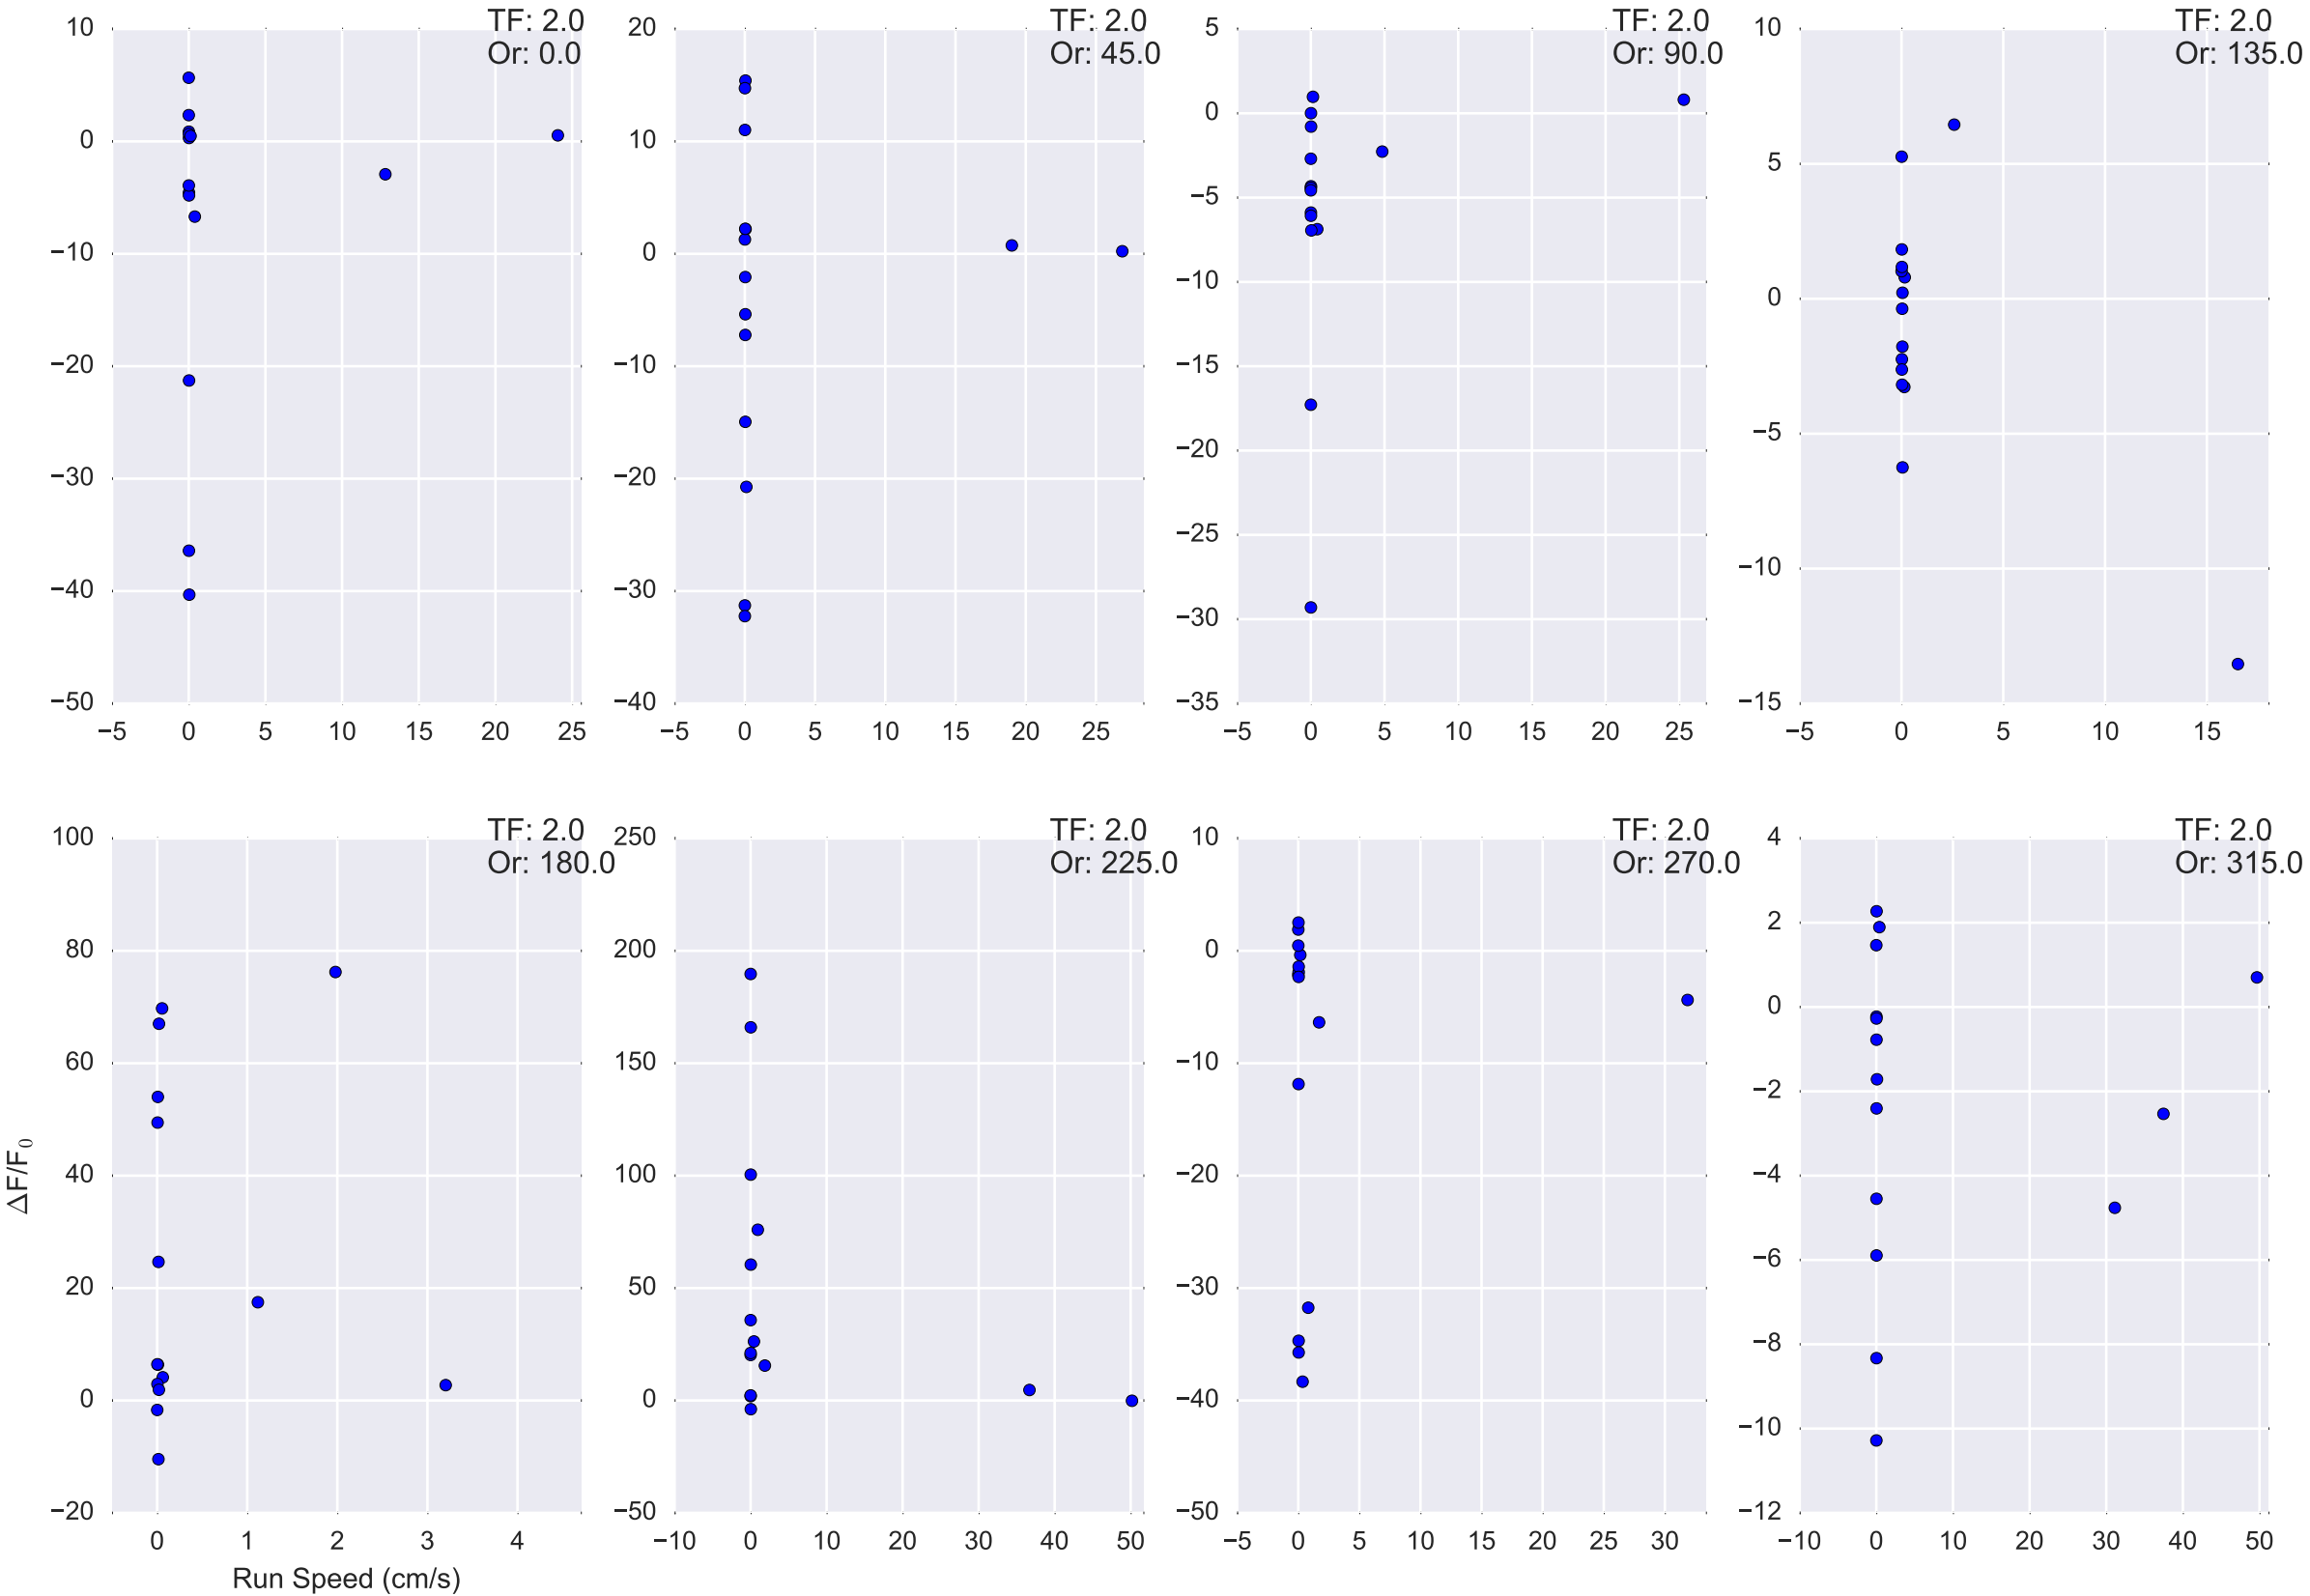 TF: 2.0
Or: 0.0
10
0
−10
−20
−30
−40
−50
−5 0 5 10 15 20 25
TF: 2.0
Or: 45.0
20
10
0
−10
−20
−30
−40
−5 0 5 10 15 20 25
TF: 2.0
Or: 90.0
5
0
−5
−10
−15
−20
−25
−30
−35
−5 0 5 10 15 20 25
TF: 2.0
Or: 135.0
10
5
0
−5
−10
−15
−5 0 5 10 15
TF: 2.0
Or: 180.0
100
80
60
40
20
0
−20
0 1 2 3 4
ΔF/F₀
Run Speed (cm/s)
TF: 2.0
Or: 225.0
250
200
150
100
50
0
−50
−10 0 10 20 30 40 50
TF: 2.0
Or: 270.0
10
0
−10
−20
−30
−40
−50
−5 0 5 10 15 20 25 30
TF: 2.0
Or: 315.0
4
2
0
−2
−4
−6
−8
−10
−12
−10 0 10 20 30 40 50